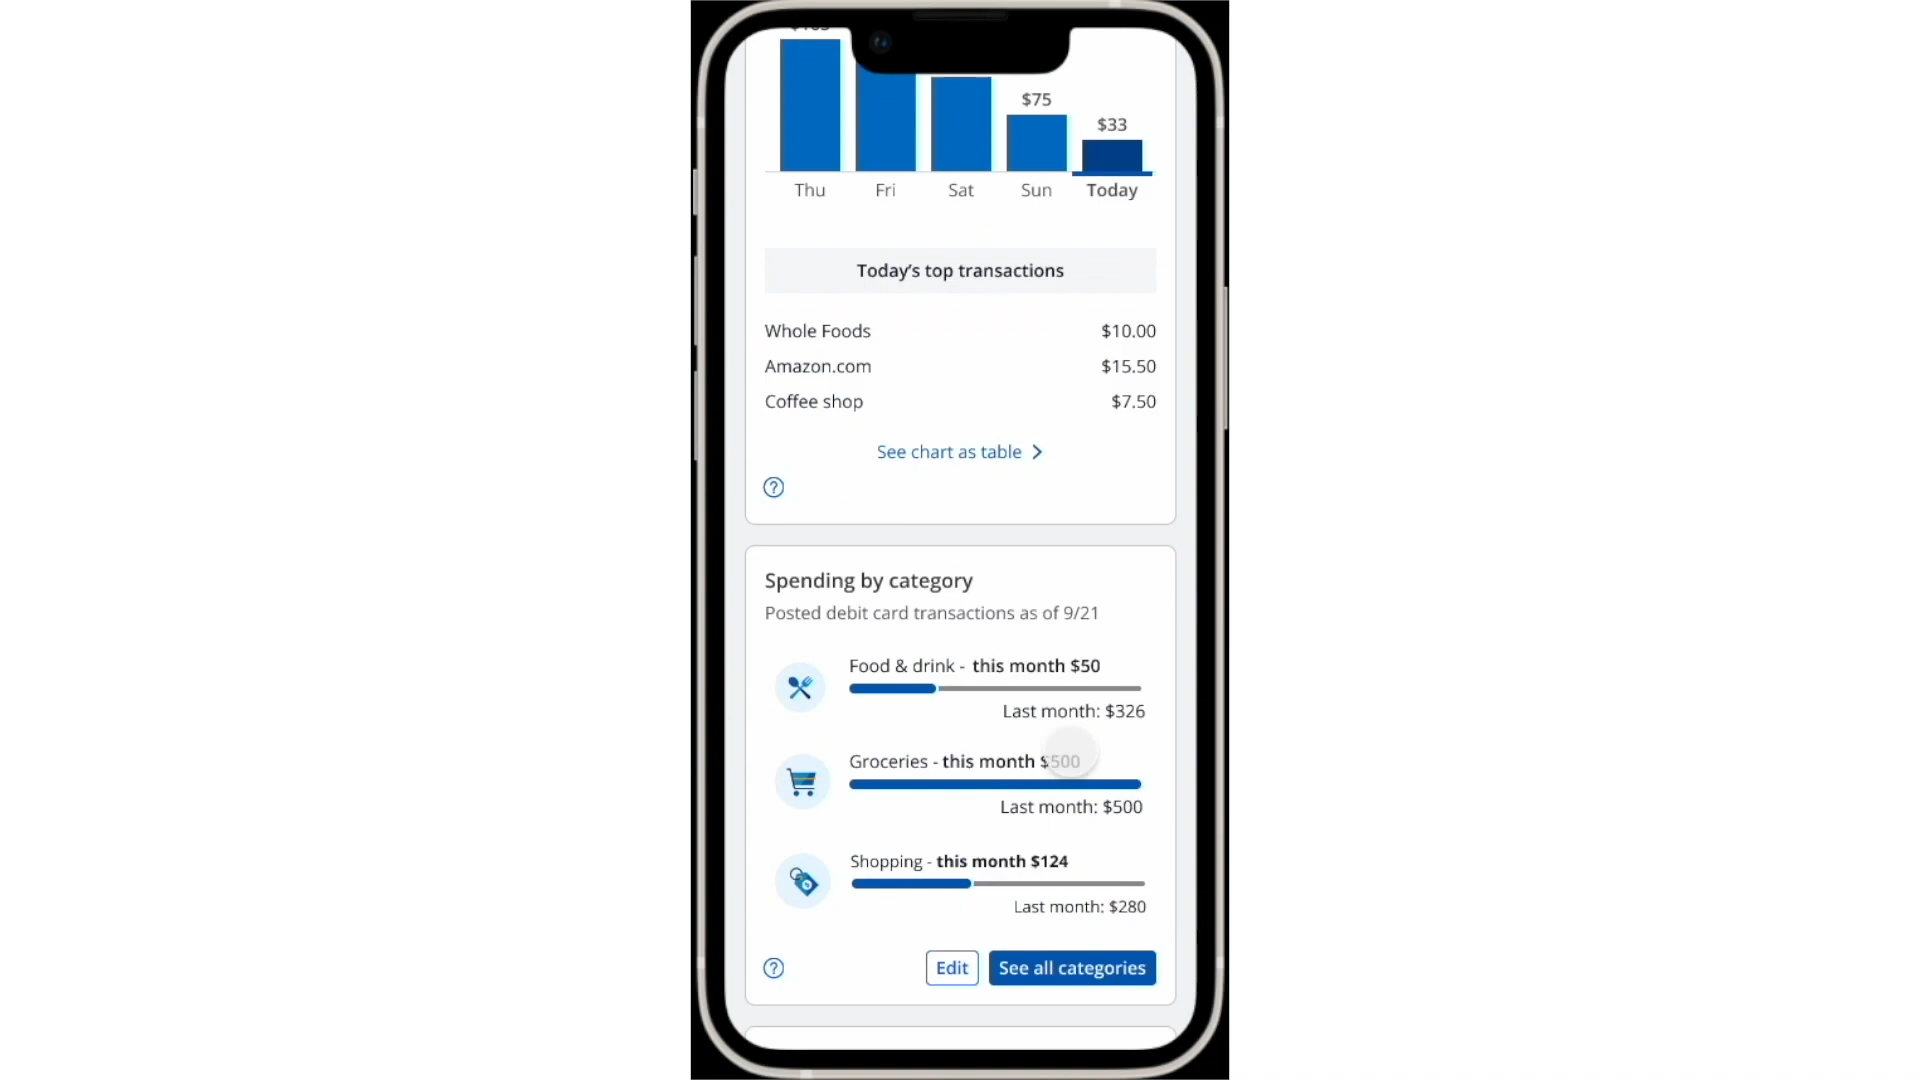 $75
$33
Thu Fri Sat Sun Today
Today’s top transactions
Whole Foods $10.00
Amazon.com $15.50
Coffee shop $7.50
See chart as table
?
Spending by category
Posted debit card transactions as of 9/21
Food & drink - this month $50
Last month: $326
Groceries - this month $500
Last month: $500
Shopping - this month $124
Last month: $280
? Edit See all categories